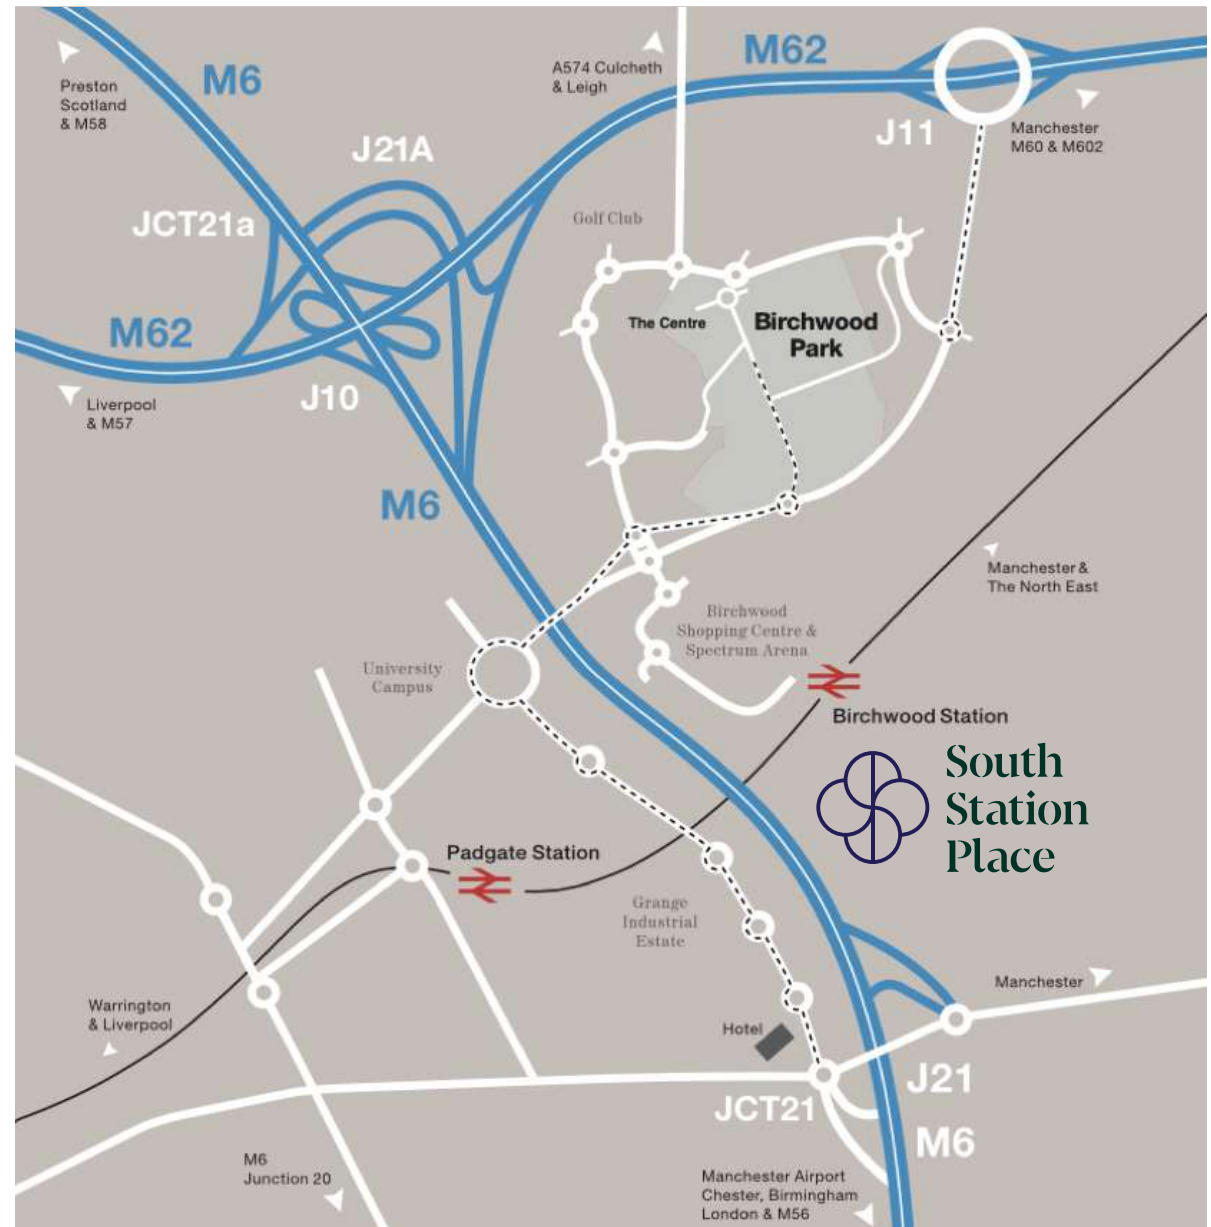 M62
A574 Culcheth
& Leigh
M6
Preston
Scotland
& M58
J11
Manchester
M60 & M602
J21A
JCT21a
Golf Club
The Centre
Birchwood
Park
M62
J10
Liverpool
& M57
M6
Manchester &
The North East
Birchwood
Shopping Centre &
Spectrum Arena
University
Campus
Birchwood Station
South
Station
Place
Padgate Station
Grange
Industrial
Estate
Manchester
Warrington
& Liverpool
Hotel
J21
JCT21
M6
M6
Junction 20
Manchester Airport
Chester, Birmingham
London & M56